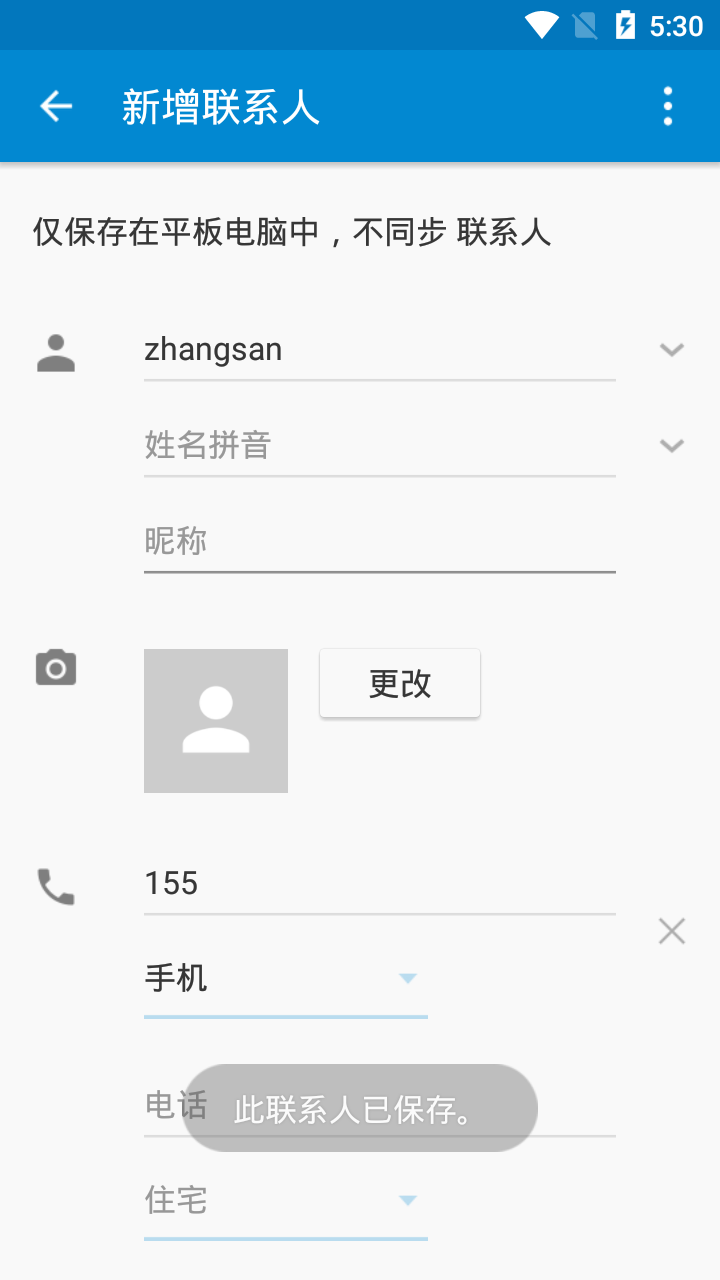 5:30
新增联系人
仅保存在平板电脑中，不同步 联系人
zhangsan
姓名拼音
昵称
更改
155
手机
电话
此联系人已保存。
住宅